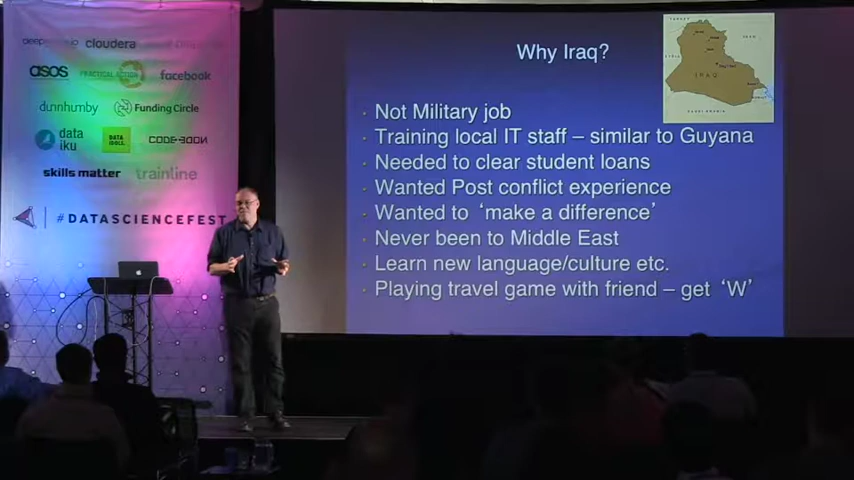 cloudera
asos
PRACTICAL ACTION
facebook
dunnhumby
Funding Circle
data
iku
DATA
IDOLS
CODE:BOON
skills matter
trainline
#DATASCIENCEFEST
Why Iraq?
IRAQ
Not Military job
Training local IT staff – similar to Guyana
Needed to clear student loans
Wanted Post conflict experience
Wanted to ‘make a difference’
Never been to Middle East
Learn new language/culture etc.
Playing travel game with friend – get ‘W’